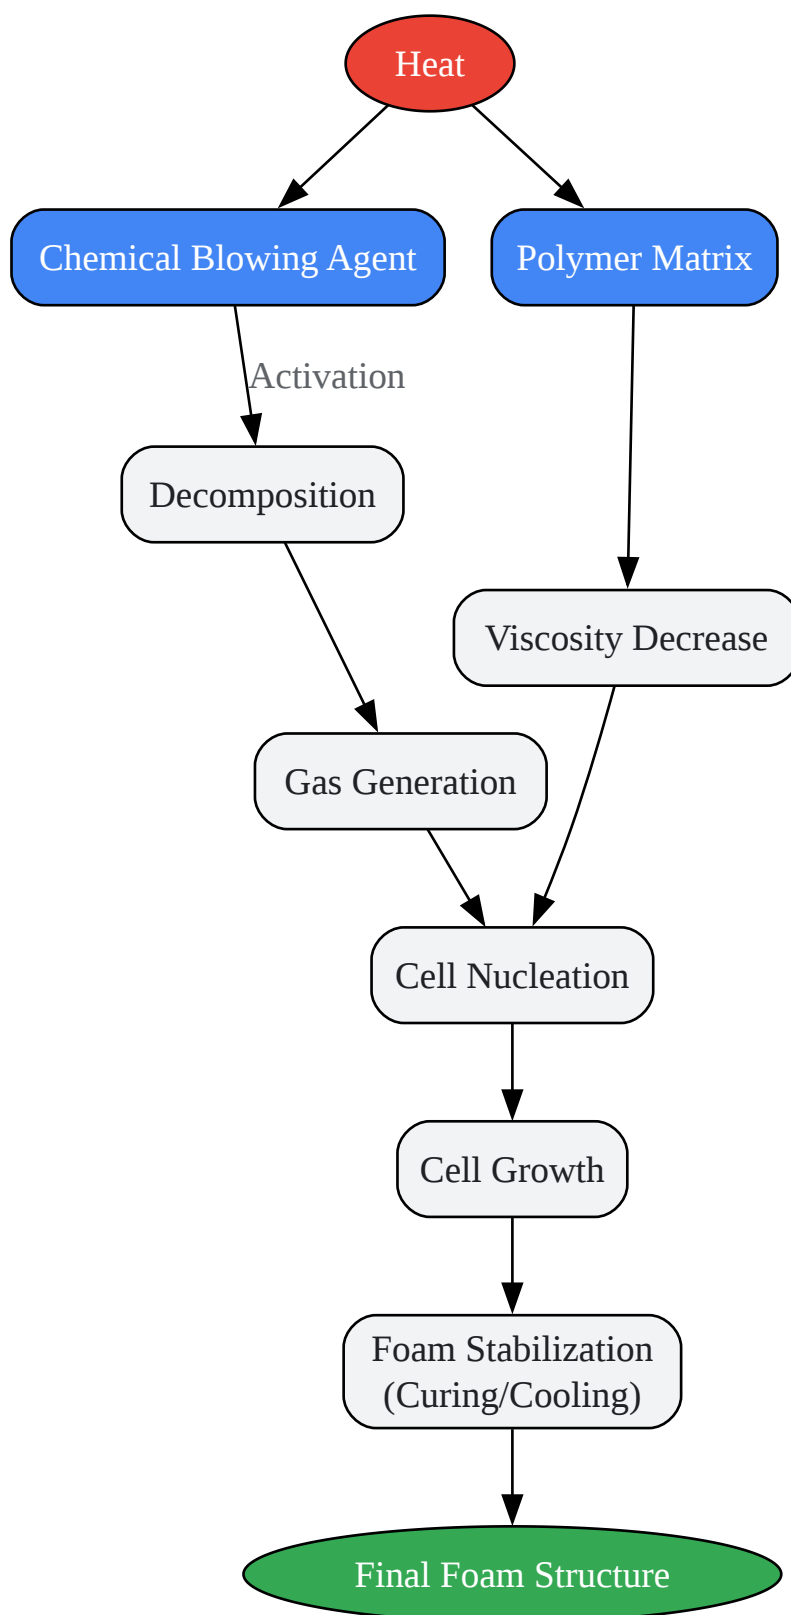 Heat
Chemical Blowing Agent
Polymer Matrix
Activation
Decomposition
Viscosity Decrease
Gas Generation
Cell Nucleation
Cell Growth
Foam Stabilization
(Curing/Cooling)
Final Foam Structure